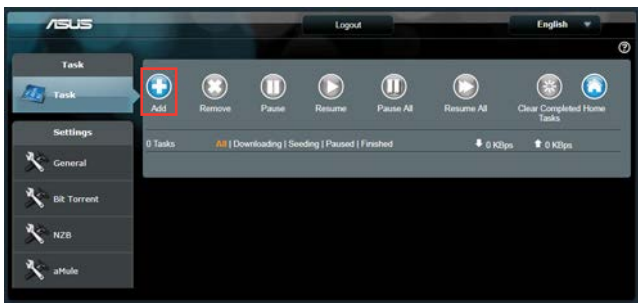 ASUS
Logout
English
Task
Task
Add
Remove
Pause
Resume
Pause All
Resume All
Clear Completed Tasks
Home
0 Tasks
All | Downloading | Seeding | Paused | Finished
0 KBps
0 KBps
Settings
General
Bit Torrent
NZB
aMule